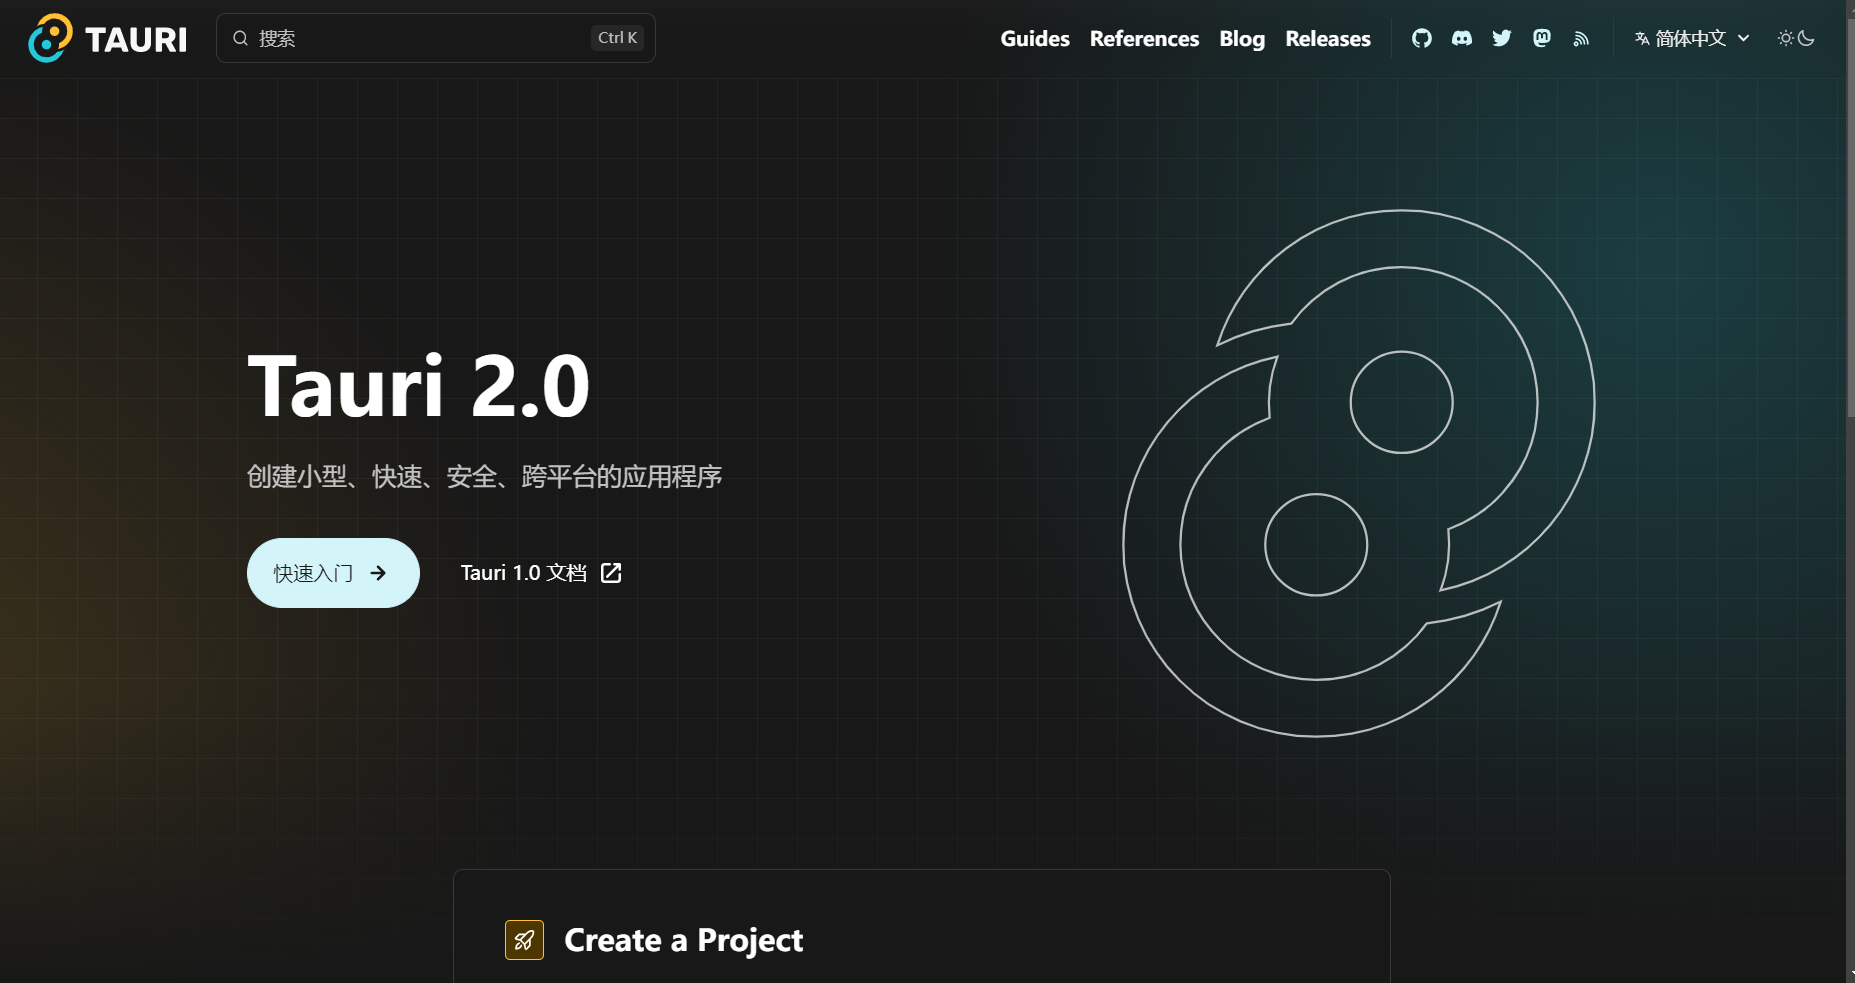 TAURI
搜索
Ctrl K
Guides References Blog Releases
简体中文
Tauri 2.0
创建小型、快速、安全、跨平台的应用程序
快速入门
Tauri 1.0 文档
Create a Project